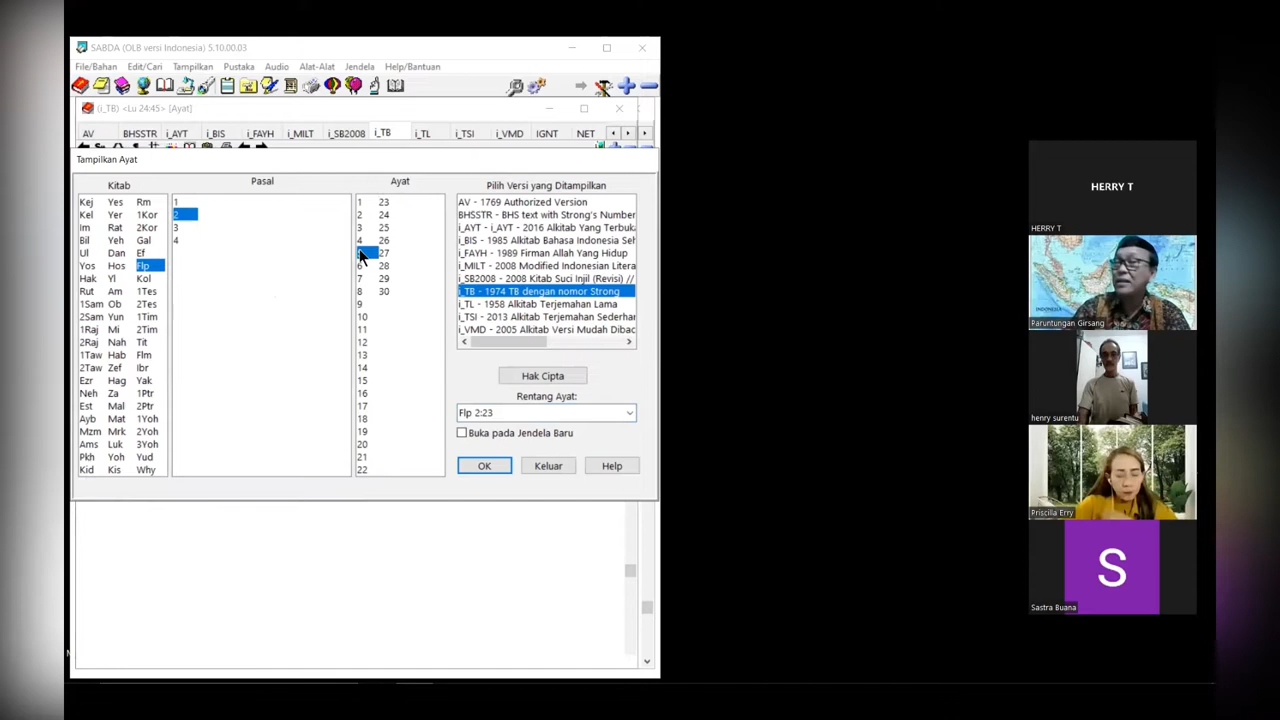 SABDA (OLB versi Indonesia) 5.10.00.03
File/Bahan Edit/Cari Tampilkan Pustaka Audio Alat-Alat Jendela Help/Bantuan
(i_TB) <Lu 24:45> [Ayat]
AV BHSSTR i_AYT i_BIS i_FAYH i_MILT i_SB2008 i_TB i_TL i_TSI i_VMD IGNT NET
Tampilkan Ayat
Kitab
Kej Yes Rm
Kel Yer 1Kor
Im Rat 2Kor
Bil Yeh Gal
Ul Dan Ef
Yos Hos Flp
Hak Yl Kol
Rut Am 1Tes
1Sam Ob 2Tes
2Sam Yun 1Tim
1Raj Mi 2Tim
2Raj Nah Tit
1Taw Hab Flm
2Taw Zef Ibr
Ezr Hag Yak
Neh Za 1Ptr
Est Mal 2Ptr
Ayb Mat 1Yoh
Mzm Mrk 2Yoh
Ams Luk 3Yoh
Pkh Yoh Yud
Kid Kis Why
Pasal
1
2
3
4
Ayat
1 23
2 24
3 25
4 26
27
6 28
7 29
8 30
9
10
11
12
13
14
15
16
17
18
19
20
21
22
Pilih Versi yang Ditampilkan
AV - 1769 Authorized Version
BHSSTR - BHS text with Strong's Number
i_AYT - i_AYT - 2016 Alkitab Yang Terbuka
i_BIS - 1985 Alkitab Bahasa Indonesia Seh
i_FAYH - 1989 Firman Allah Yang Hidup
i_MILT - 2008 Modified Indonesian Litera
i_SB2008 - 2008 Kitab Suci Injil (Revisi) //
i_TB - 1974 TB dengan nomor Strong
i_TL - 1958 Alkitab Terjemahan Lama
i_TSI - 2013 Alkitab Terjemahan Sederhar
i_VMD - 2005 Alkitab Versi Mudah Dibac
Hak Cipta
Rentang Ayat:
Flp 2:23
Buka pada Jendela Baru
OK Keluar Help
HERRY T
HERRY T
INDONESIA
Paruntungan Girsang
henry surentu
Priscilla Erry
S
Sastra Buana